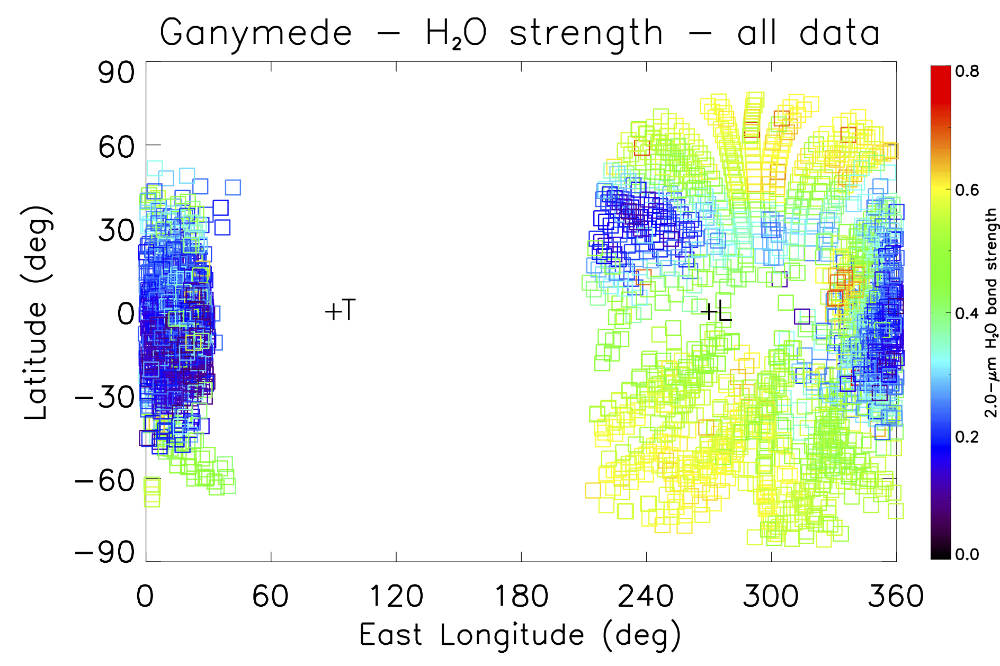 Ganymede – H₂O strength – all data
90
60
30
0
−30
−60
−90
Latitude (deg)
+T
+L
0 60 120 180 240 300 360
East Longitude (deg)
0.8
0.6
0.4
0.2
0.0
2.0−μm H₂O band strength